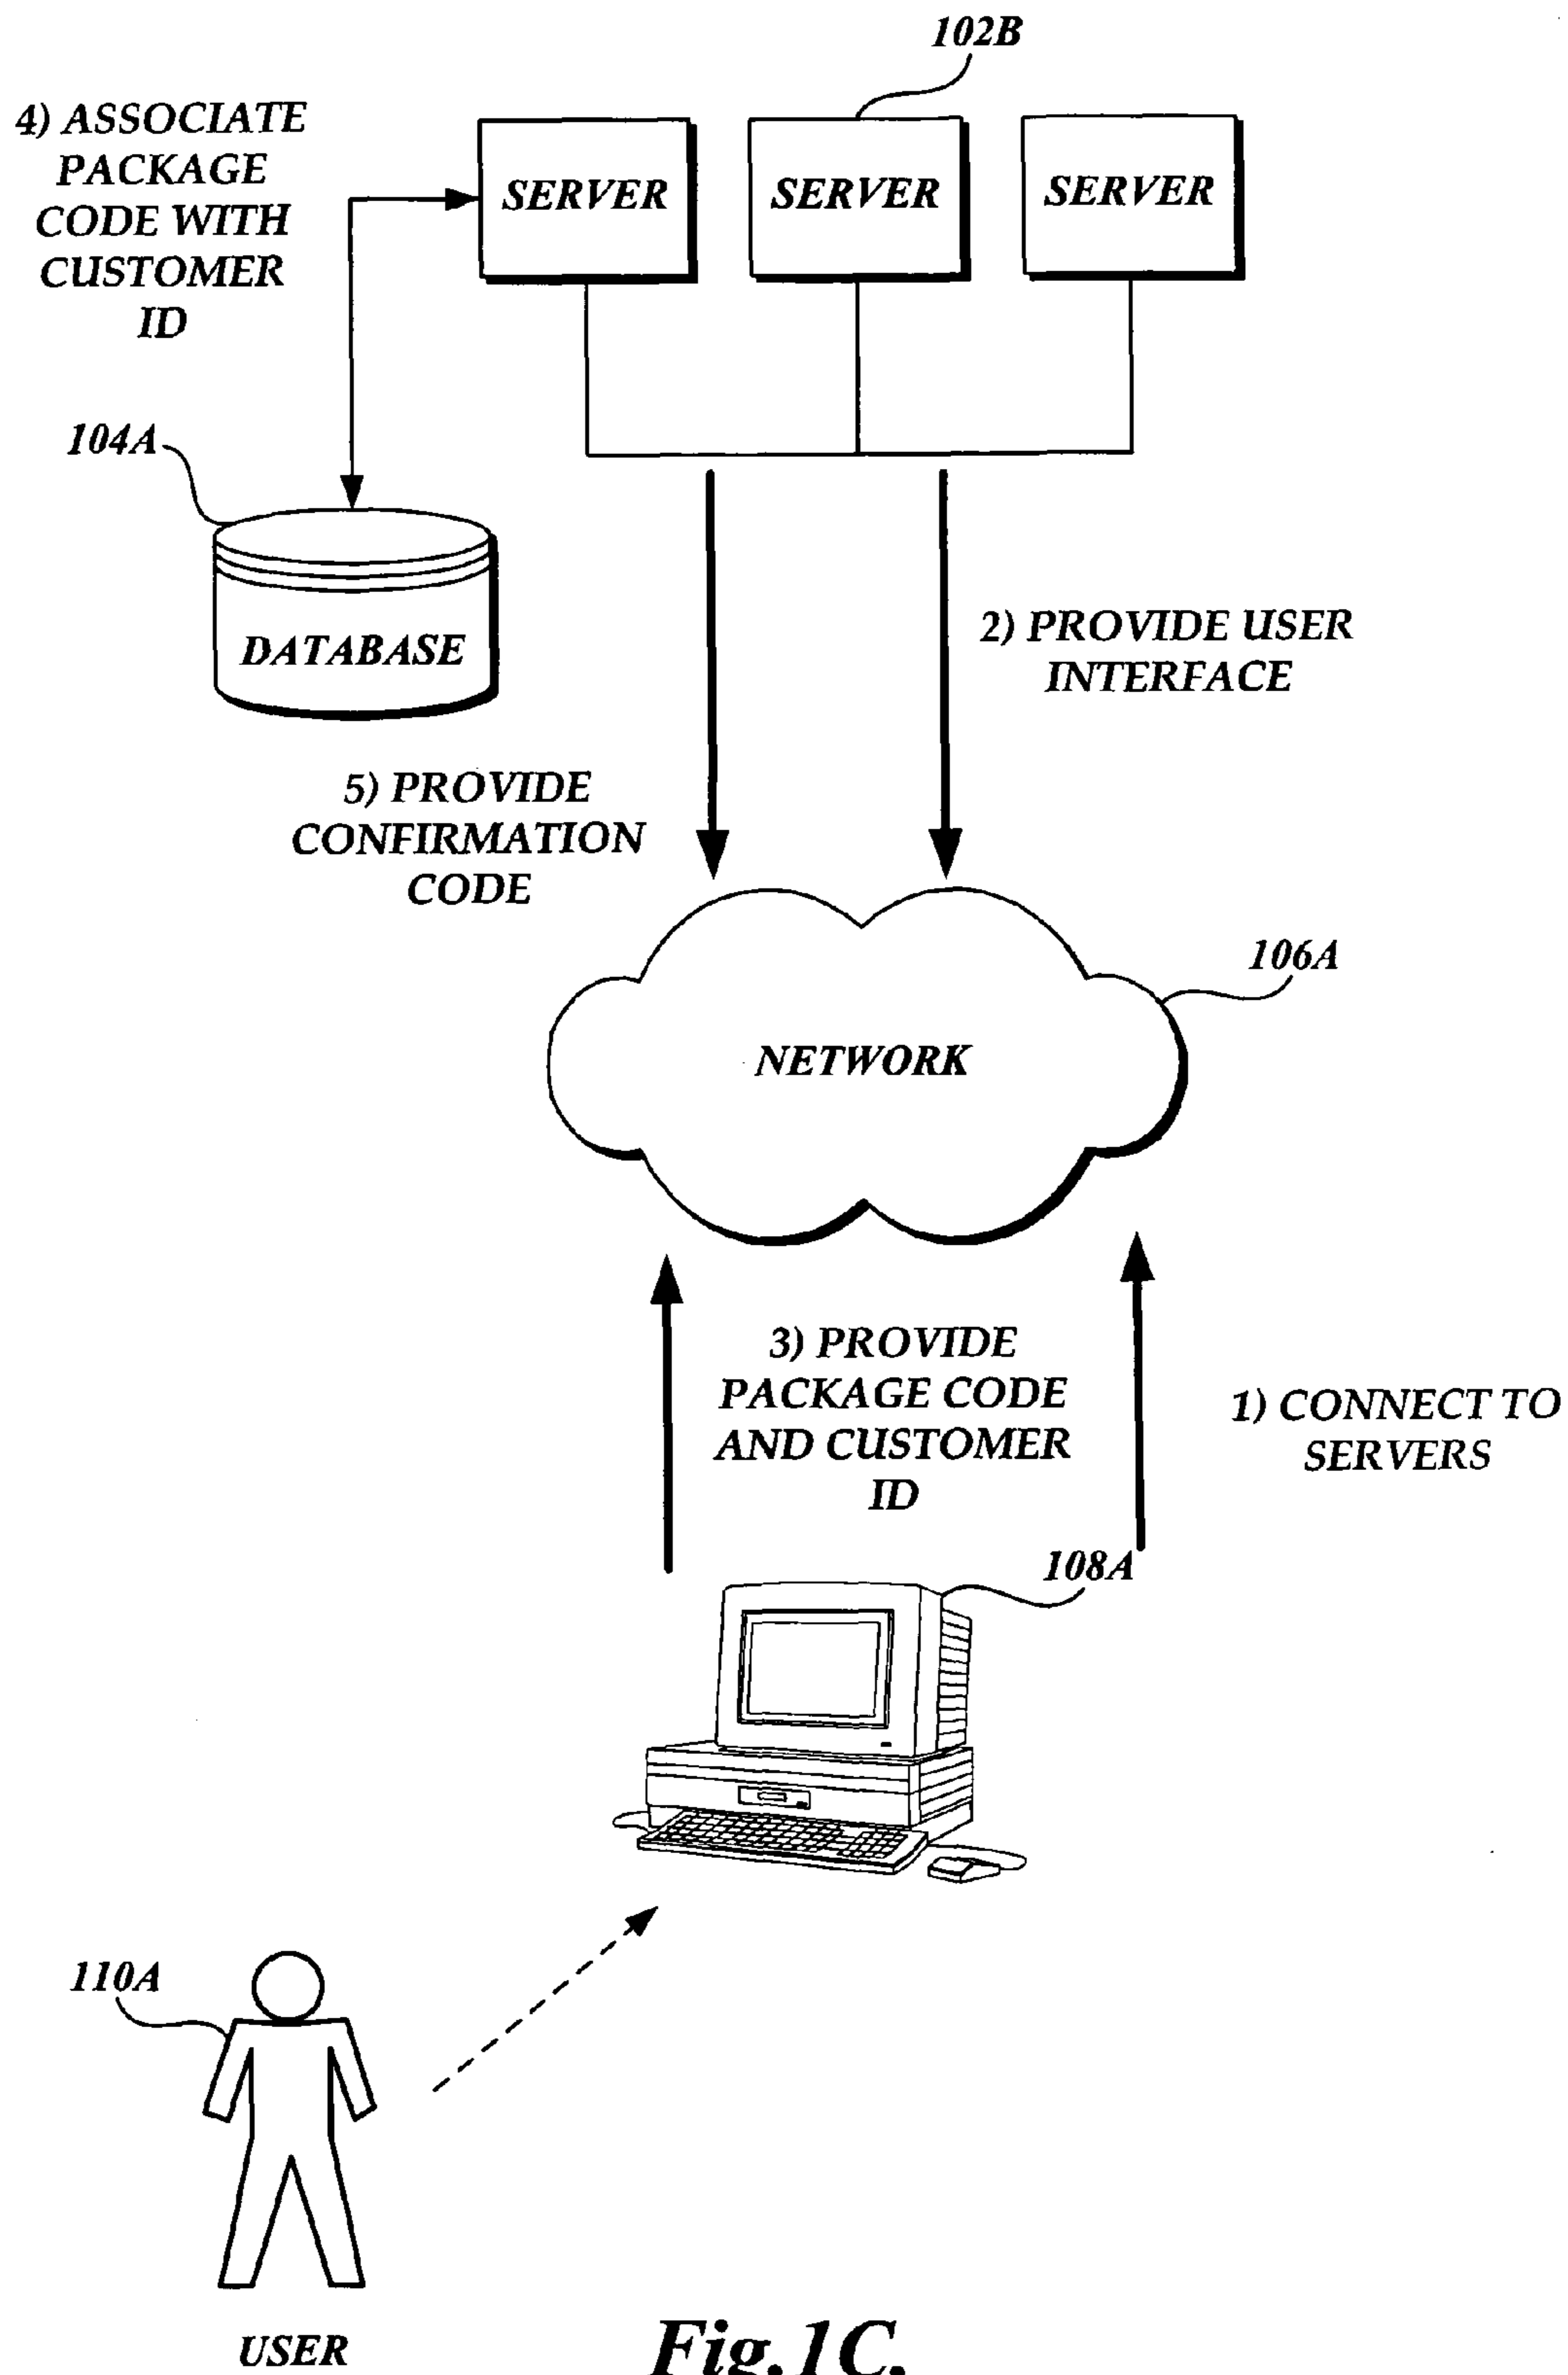 102B
4) ASSOCIATE
PACKAGE
CODE WITH
CUSTOMER
ID
SERVER
SERVER
SERVER
104A
DATABASE
2) PROVIDE USER
INTERFACE
5) PROVIDE
CONFIRMATION
CODE
106A
NETWORK
3) PROVIDE
PACKAGE CODE
AND CUSTOMER
ID
1) CONNECT TO
SERVERS
108A
110A
USER
Fig.1C.